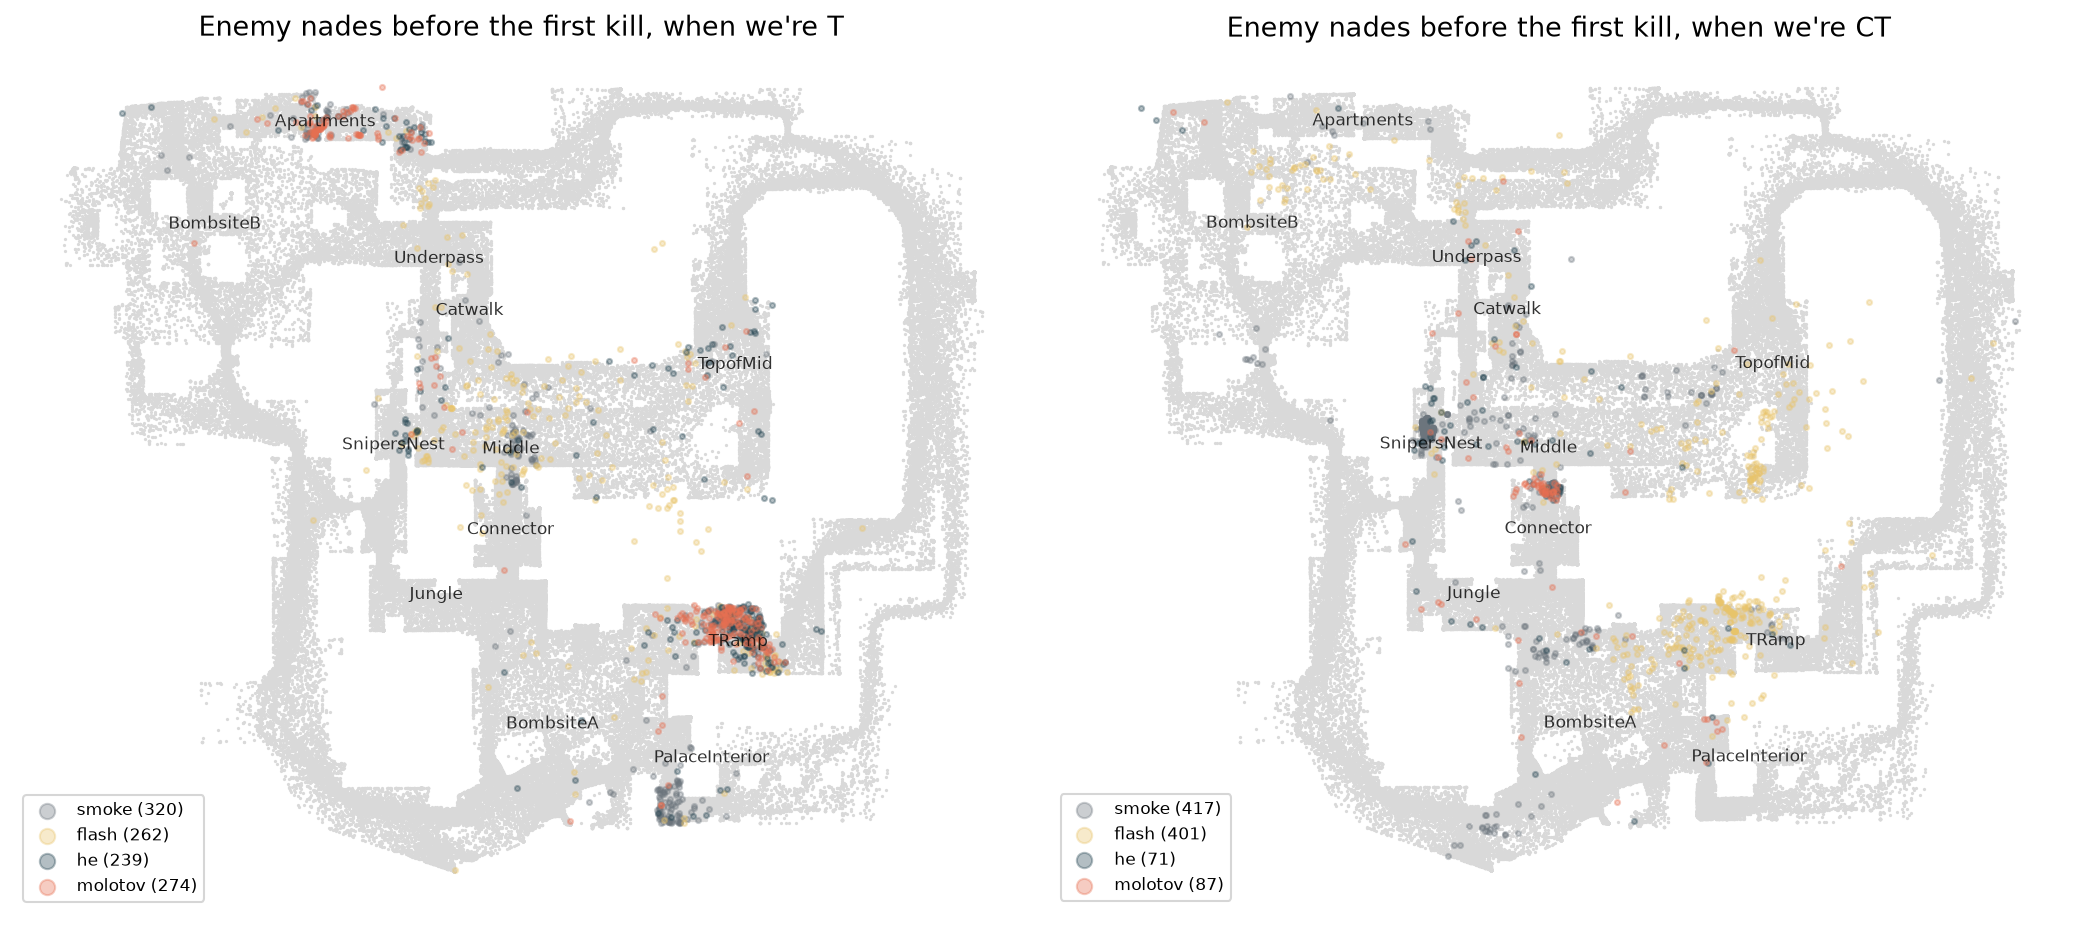 Enemy nades before the first kill, when we're T
Apartments
BombsiteB
Underpass
Catwalk
TopofMid
SnipersNest
Middle
Connector
Jungle
TRamp
BombsiteA
PalaceInterior
smoke (320)
flash (262)
he (239)
molotov (274)
Enemy nades before the first kill, when we're CT
Apartments
BombsiteB
Underpass
Catwalk
TopofMid
SnipersNest
Middle
Connector
Jungle
TRamp
BombsiteA
PalaceInterior
smoke (417)
flash (401)
he (71)
molotov (87)